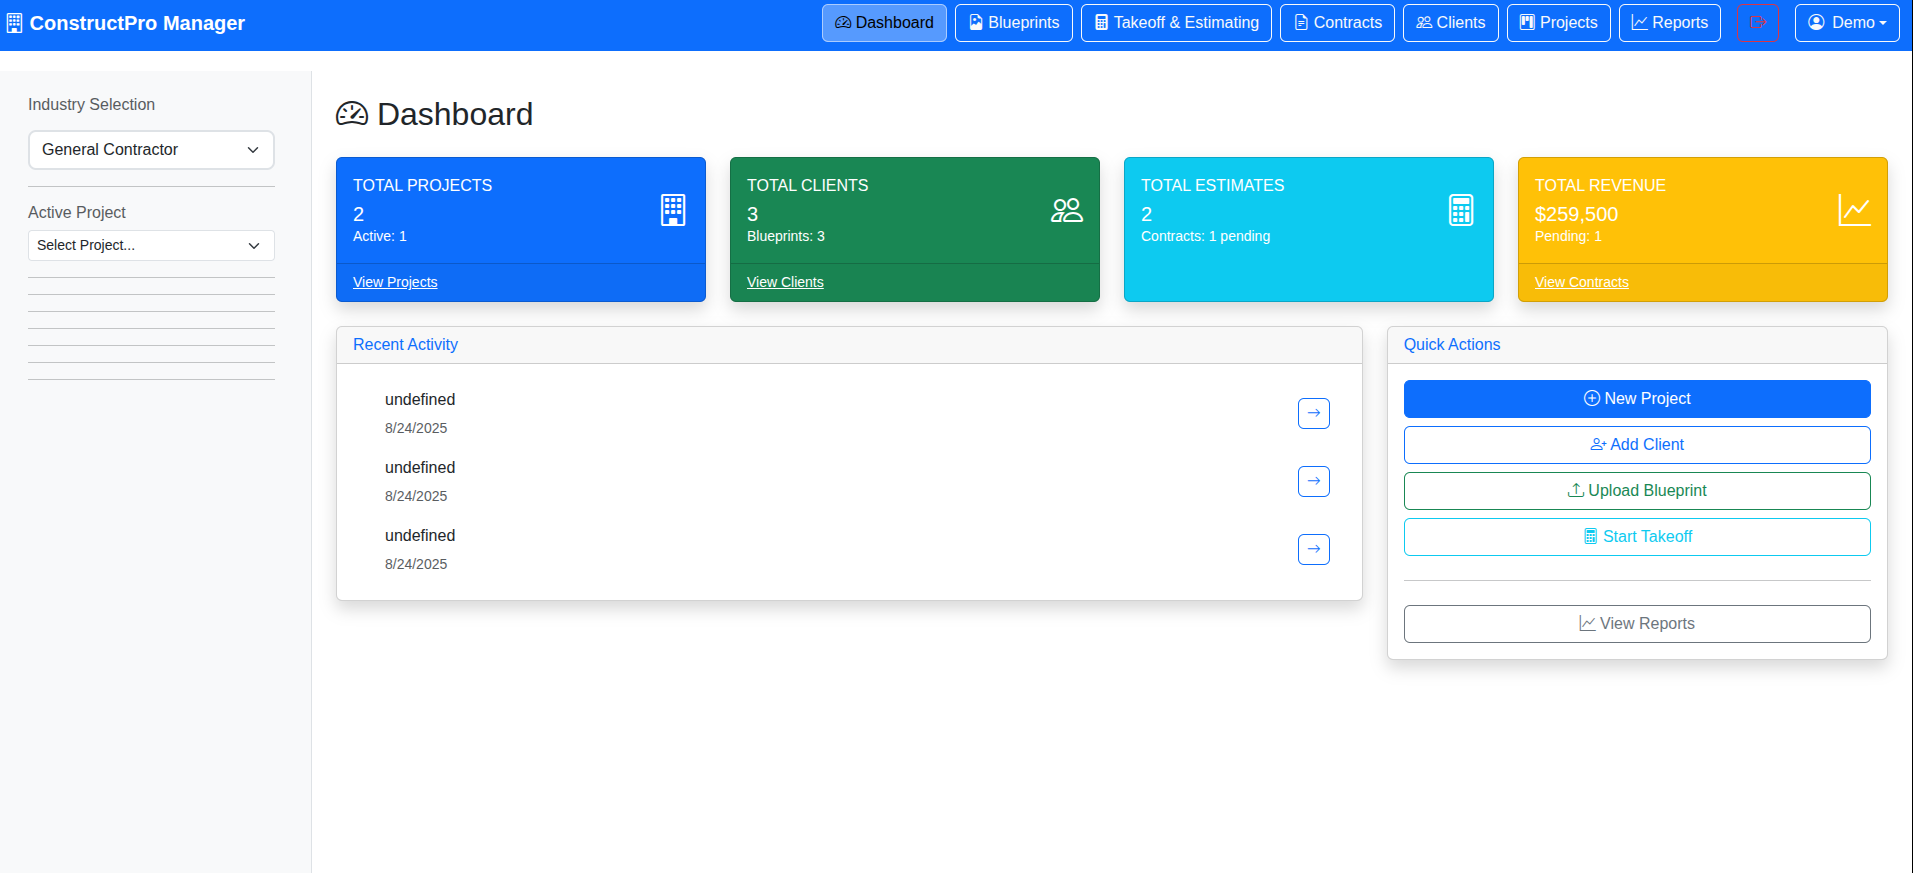 ConstructPro Manager
Dashboard
Blueprints
Takeoff & Estimating
Contracts
Clients
Projects
Reports
Demo
Industry Selection
General Contractor
Active Project
Select Project...
Dashboard
TOTAL PROJECTS
2
Active: 1
View Projects
TOTAL CLIENTS
3
Blueprints: 3
View Clients
TOTAL ESTIMATES
2
Contracts: 1 pending
TOTAL REVENUE
$259,500
Pending: 1
View Contracts
Recent Activity
undefined
8/24/2025
undefined
8/24/2025
undefined
8/24/2025
Quick Actions
New Project
Add Client
Upload Blueprint
Start Takeoff
View Reports